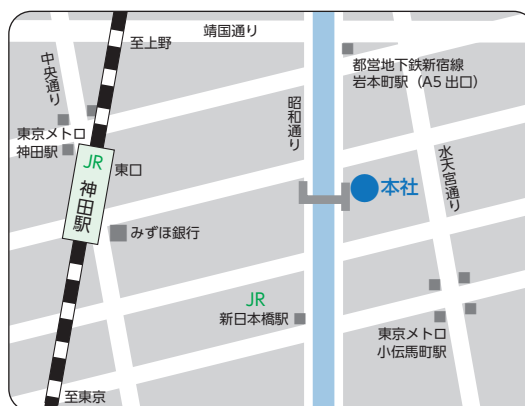 靖国通り
至上野
中央通り
都営地下鉄新宿線
岩本町駅（A5出口）
昭和通り
東京メトロ
神田駅
JR
神田駅
東口
水天宮通り
本社
みずほ銀行
JR
新日本橋駅
東京メトロ
小伝馬町駅
至東京